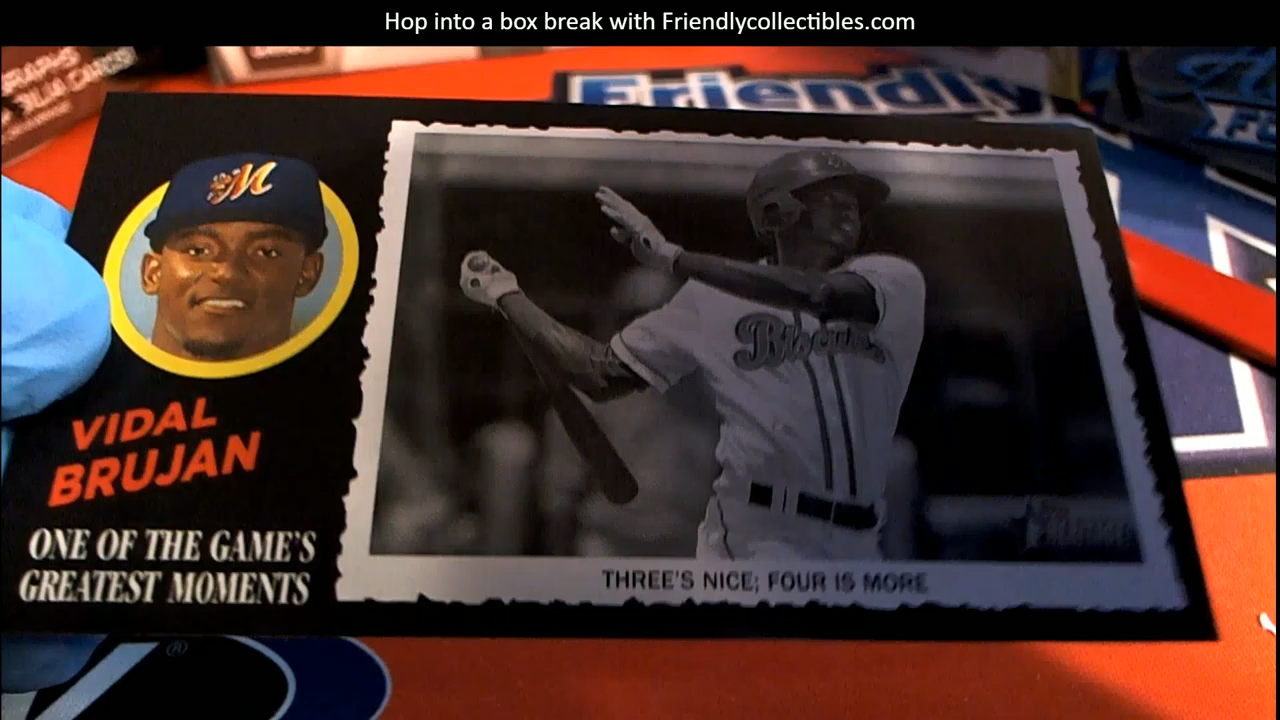 Hop into a box break with Friendlycollectibles.com
Friendly
M
VIDAL
BRUJAN
Biscuits
ONE OF THE GAME'S
GREATEST MOMENTS
THREE'S NICE; FOUR IS MORE
®